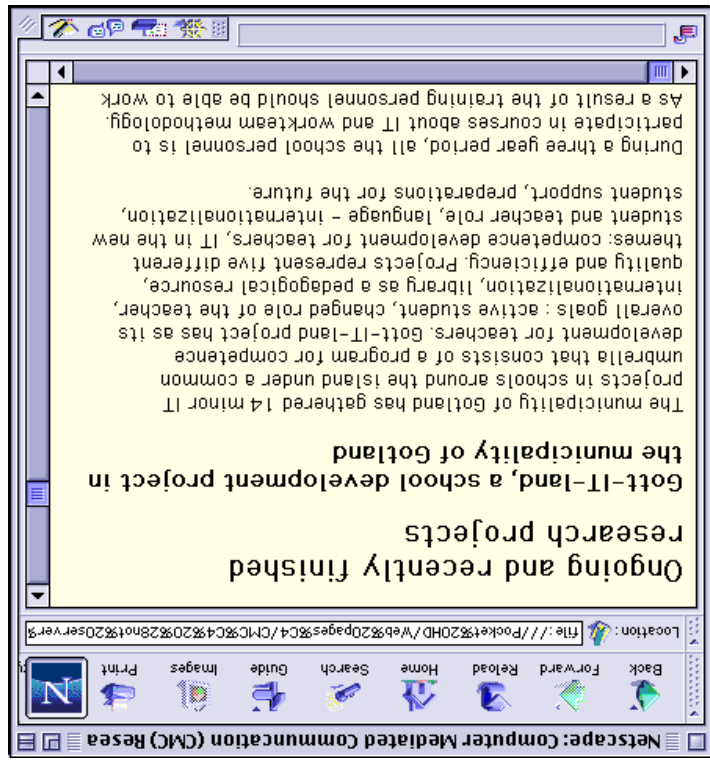 Netscape: Computer Mediated Communcation (CMC) Resea
Back Forward Reload Home Search Guide Images Print
Location: file:///Pocket%20HD/Web%20pages%C4/CMC%C4%20%82on%20server%
Ongoing and recently finished
research projects
Gott-IT-land, a school development project in
the municipality of Gotland
The municipality of Gotland has gathered 14 minor IT
projects in schools around the island under a common
umbrella that consists of a program for competence
development for teachers. Gott-IT-land project has as its
overall goals : active student, changed role of the teacher,
internationalization, library as a pedagogical resource,
quality and efficiency. Projects represent five different
themes: competence development for teachers, IT in the new
student and teacher role, language - internationalization,
student support, preparations for the future.
During a three year period, all the school personnel is to
participate in courses about IT and workteam methodology.
As a result of the training personnel should be able to work